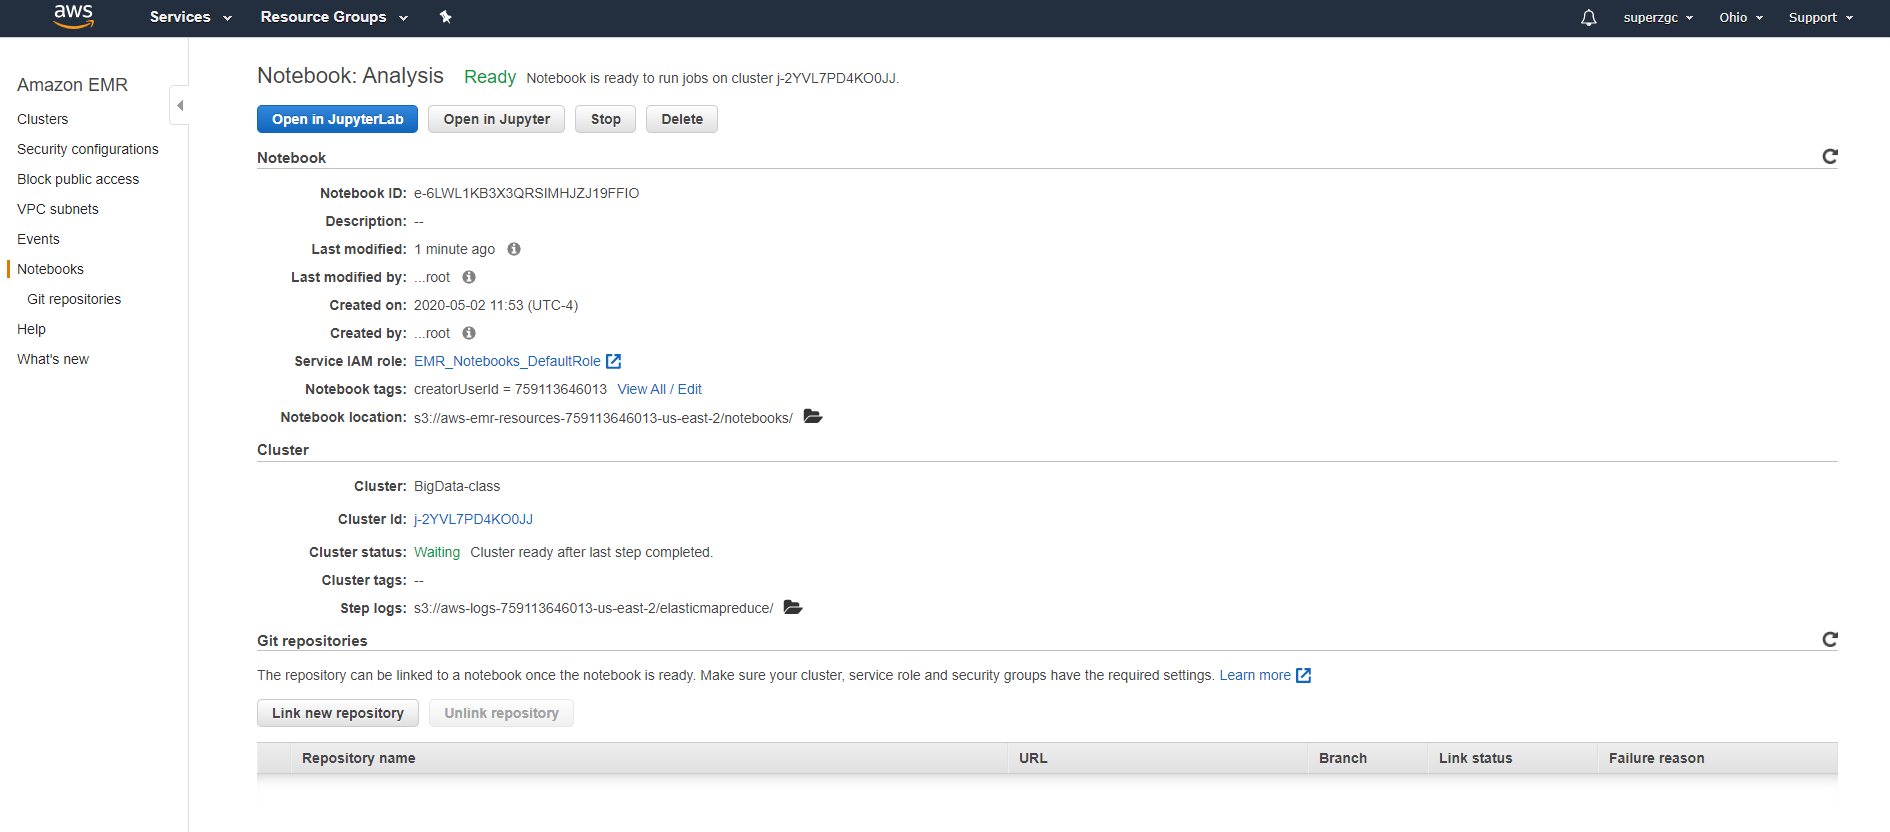 aws Services Resource Groups superzgc Ohio Support
Amazon EMR
Clusters
Security configurations
Block public access
VPC subnets
Events
Notebooks
Git repositories
Help
What's new
Notebook: Analysis Ready Notebook is ready to run jobs on cluster j-2YVL7PD4KO0JJ.
Open in JupyterLab Open in Jupyter Stop Delete
Notebook
Notebook ID: e-6LWL1KB3X3QRSIMHJZJ19FFIO
Description: --
Last modified: 1 minute ago
Last modified by: ...root
Created on: 2020-05-02 11:53 (UTC-4)
Created by: ...root
Service IAM role: EMR_Notebooks_DefaultRole
Notebook tags: creatorUserId = 759113646013 View All / Edit
Notebook location: s3://aws-emr-resources-759113646013-us-east-2/notebooks/
Cluster
Cluster: BigData-class
Cluster Id: j-2YVL7PD4KO0JJ
Cluster status: Waiting Cluster ready after last step completed.
Cluster tags: --
Step logs: s3://aws-logs-759113646013-us-east-2/elasticmapreduce/
Git repositories
The repository can be linked to a notebook once the notebook is ready. Make sure your cluster, service role and security groups have the required settings. Learn more
Link new repository Unlink repository
Repository name URL Branch Link status Failure reason